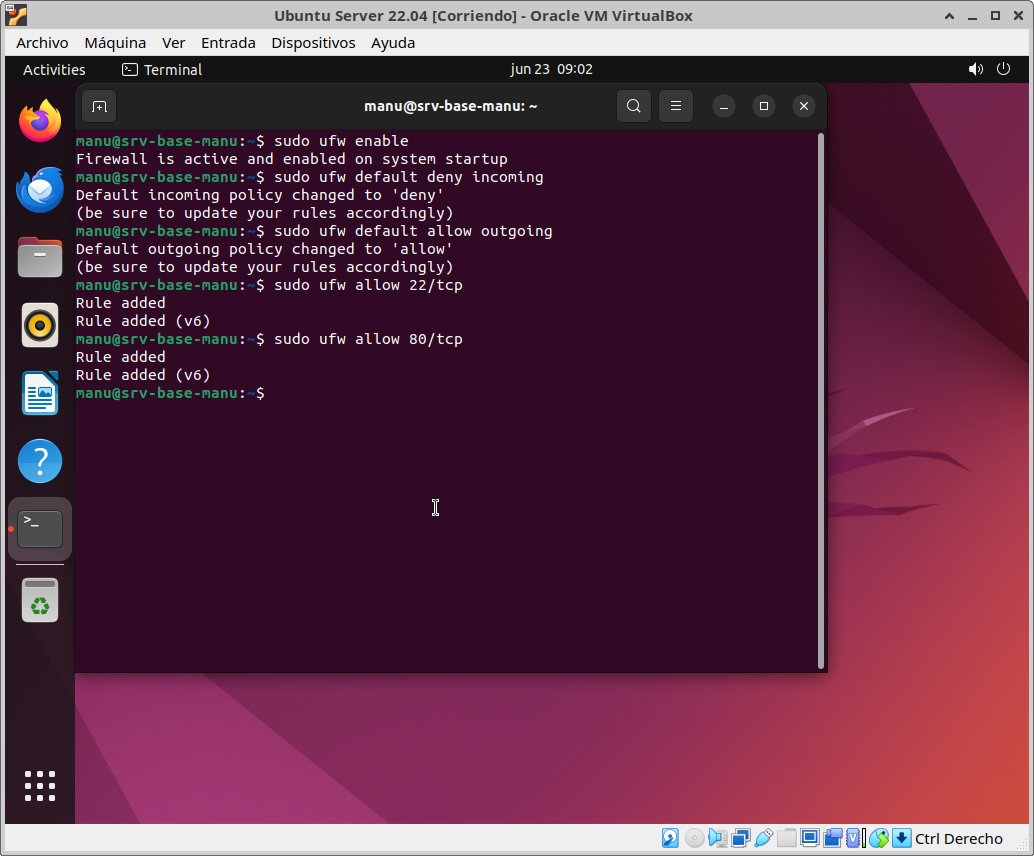 Ubuntu Server 22.04 [Corriendo] - Oracle VM VirtualBox
Archivo Máquina Ver Entrada Dispositivos Ayuda
Activities Terminal jun 23 09:02
manu@srv-base-manu: ~
manu@srv-base-manu:~$ sudo ufw enable
Firewall is active and enabled on system startup
manu@srv-base-manu:~$ sudo ufw default deny incoming
Default incoming policy changed to 'deny'
(be sure to update your rules accordingly)
manu@srv-base-manu:~$ sudo ufw default allow outgoing
Default outgoing policy changed to 'allow'
(be sure to update your rules accordingly)
manu@srv-base-manu:~$ sudo ufw allow 22/tcp
Rule added
Rule added (v6)
manu@srv-base-manu:~$ sudo ufw allow 80/tcp
Rule added
Rule added (v6)
manu@srv-base-manu:~$
Ctrl Derecho